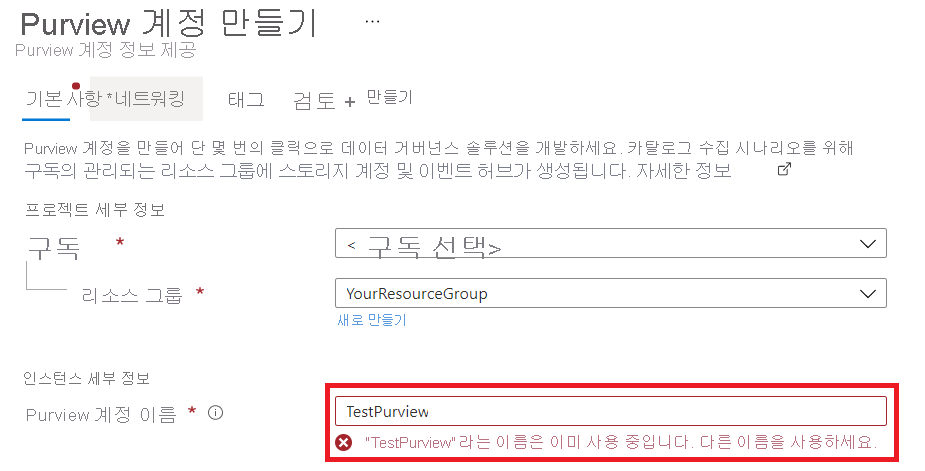 Purview 계정 만들기 ...
Purview 계정 정보 제공
기본 사항 *네트워킹 태그 검토 + 만들기
Purview 계정을 만들어 단 몇 번의 클릭으로 데이터 거버넌스 솔루션을 개발하세요. 카탈로그 수집 시나리오를 위해
구독의 관리되는 리소스 그룹에 스토리지 계정 및 이벤트 허브가 생성됩니다. 자세한 정보
프로젝트 세부 정보
구독 * < 구독 선택>
리소스 그룹 * YourResourceGroup
새로 만들기
인스턴스 세부 정보
Purview 계정 이름 * TestPurview
"TestPurview"라는 이름은 이미 사용 중입니다. 다른 이름을 사용하세요.